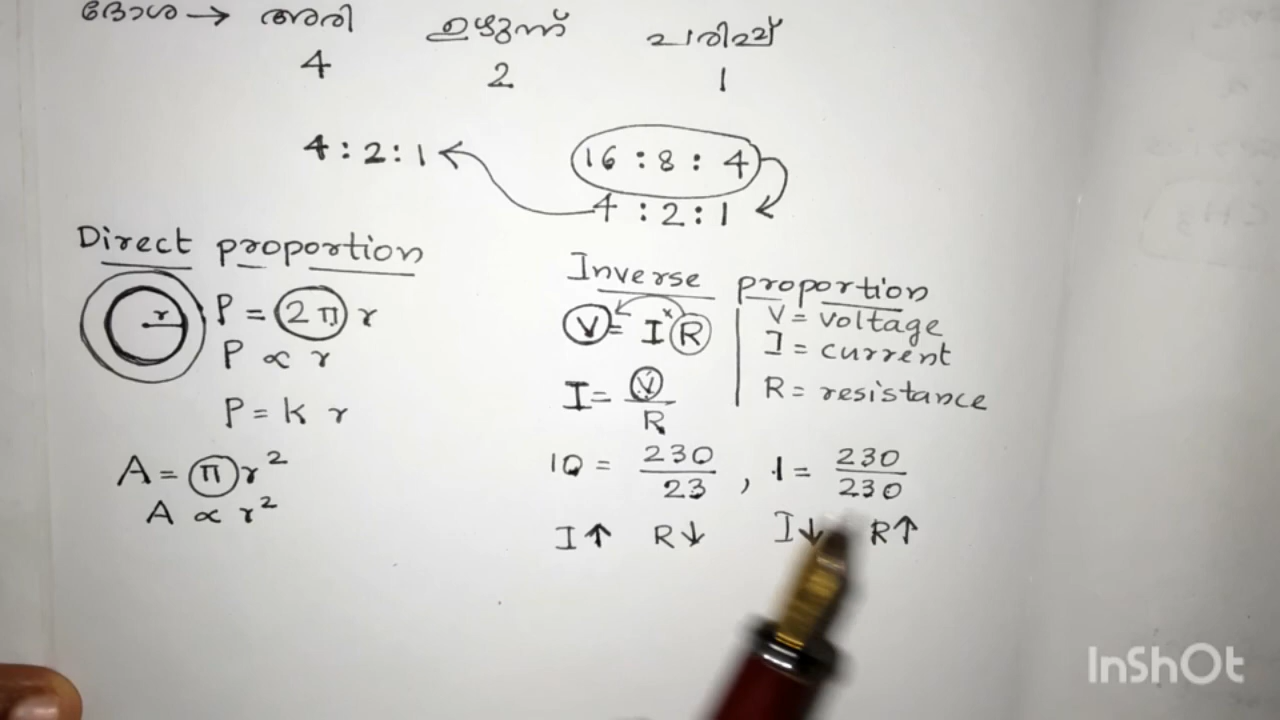 ദോശ → അരി ഉഴുന്ന് പരിപ്പ്
4 2 1
4 : 2 : 1 16 : 8 : 4
4 : 2 : 1
Direct proportion
r P = 2π r
P ∝ r
P = k r
A = π r²
A ∝ r²
Inverse proportion
V = I × R
I = V/R
V = voltage
I = current
R = resistance
10 = 230/23 , 1 = 230/230
I↑ R↓ I↓ R↑
InShOt